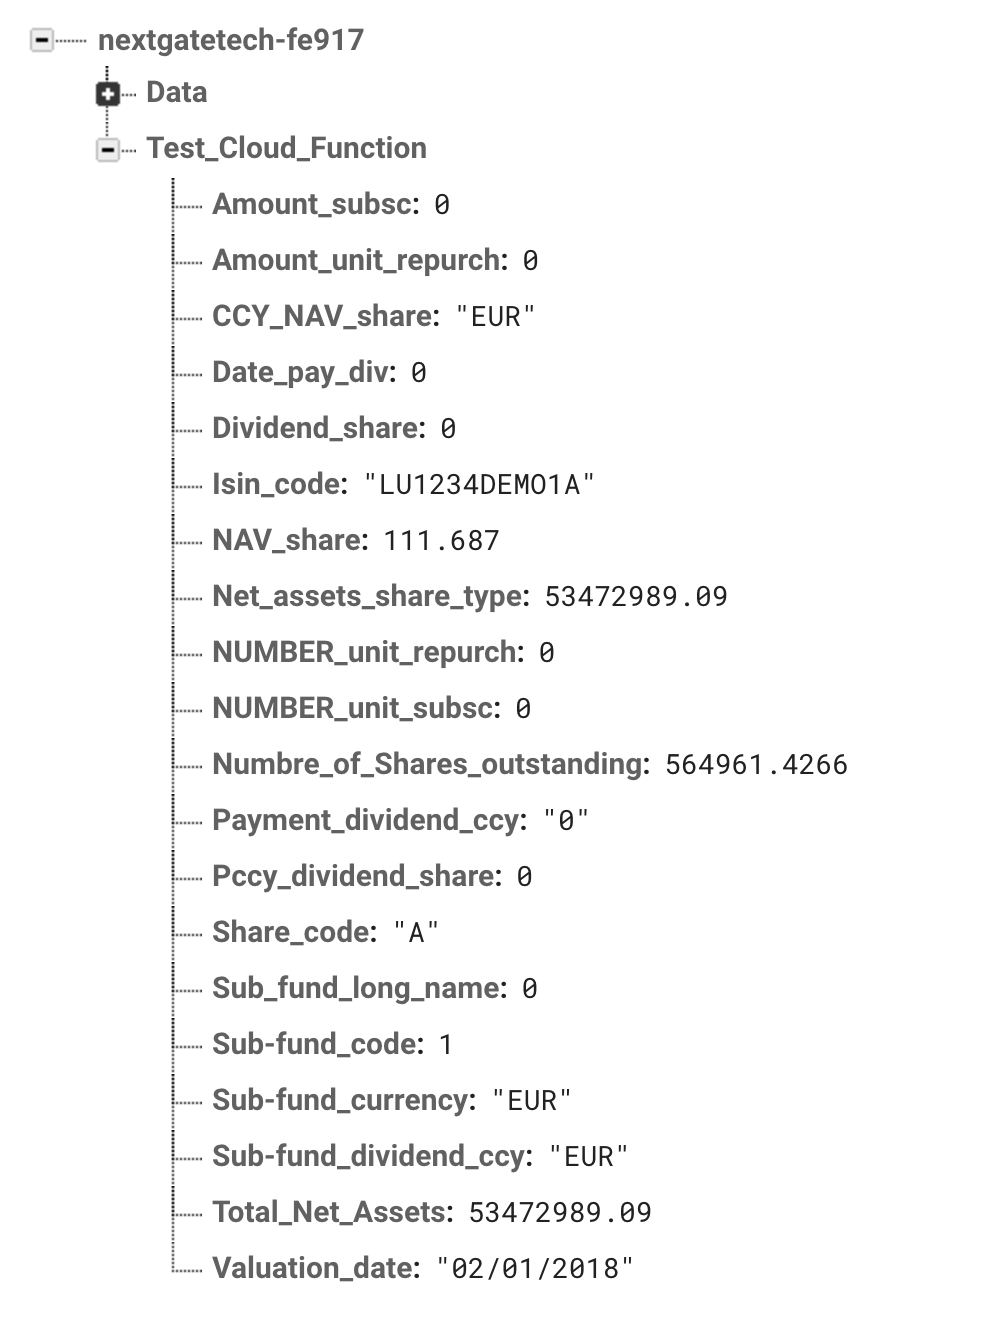 nextgatetech-fe917
Data
Test_Cloud_Function
Amount_subsc: 0
Amount_unit_repurch: 0
CCY_NAV_share: "EUR"
Date_pay_div: 0
Dividend_share: 0
Isin_code: "LU1234DEMO1A"
NAV_share: 111.687
Net_assets_share_type: 53472989.09
NUMBER_unit_repurch: 0
NUMBER_unit_subsc: 0
Numbre_of_Shares_outstanding: 564961.4266
Payment_dividend_ccy: "0"
Pccy_dividend_share: 0
Share_code: "A"
Sub_fund_long_name: 0
Sub-fund_code: 1
Sub-fund_currency: "EUR"
Sub-fund_dividend_ccy: "EUR"
Total_Net_Assets: 53472989.09
Valuation_date: "02/01/2018"